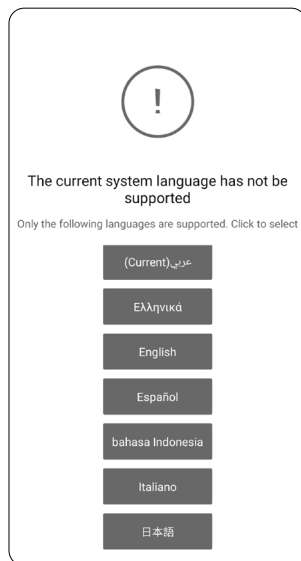 !
The current system language has not be
supported
Only the following languages are supported. Click to select
عربي(Current)
Ελληνικά
English
Español
bahasa Indonesia
Italiano
日本語